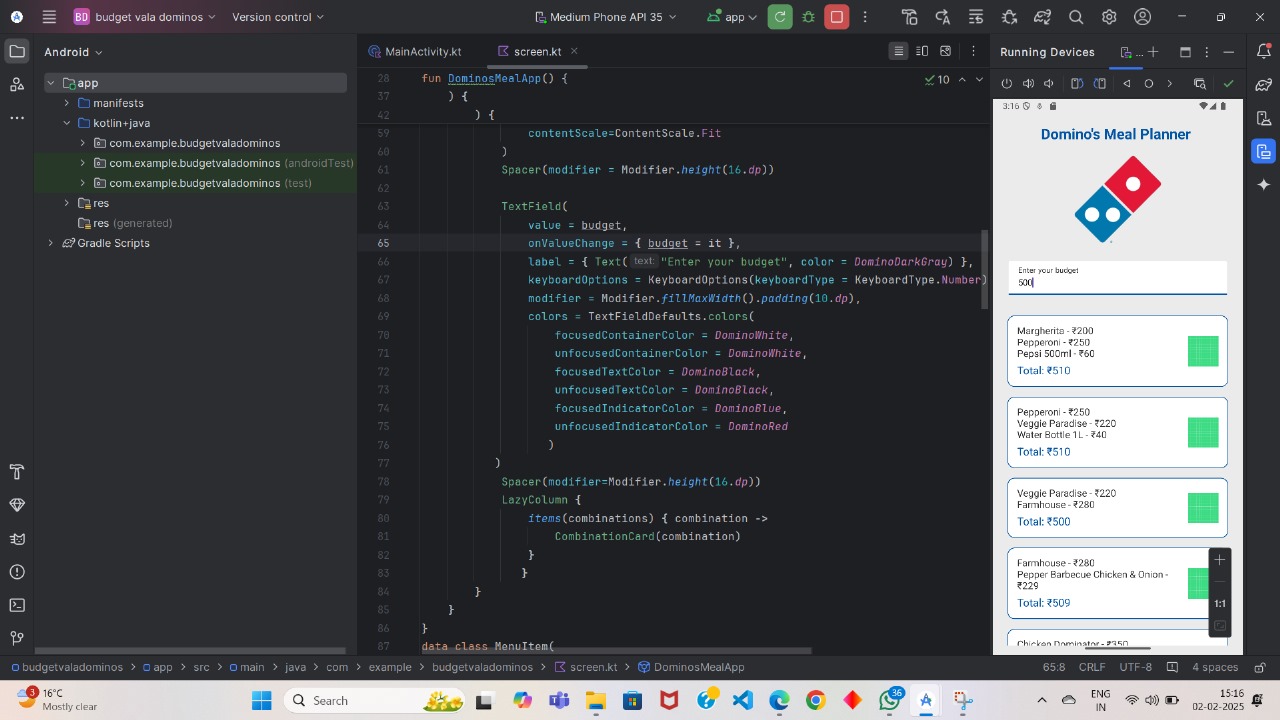 BD budget vala dominos
Version control
Medium Phone API 35
app
Android
MainActivity.kt
screen.kt
Running Devices
app
manifests
kotlin+java
com.example.budgetvaladominos
com.example.budgetvaladominos (androidTest)
com.example.budgetvaladominos (test)
res
res (generated)
Gradle Scripts
10
28 fun DominosMealApp() {
37 ) {
42 ) {
59 contentScale=ContentScale.Fit
60 )
61 Spacer(modifier = Modifier.height(16.dp))
62
63 TextField(
64 value = budget,
65 onValueChange = { budget = it },
66 label = { Text( text: "Enter your budget", color = DominoDarkGray) },
67 keyboardOptions = KeyboardOptions(keyboardType = KeyboardType.Number)
68 modifier = Modifier.fillMaxWidth().padding(10.dp),
69 colors = TextFieldDefaults.colors(
70 focusedContainerColor = DominoWhite,
71 unfocusedContainerColor = DominoWhite,
72 focusedTextColor = DominoBlack,
73 unfocusedTextColor = DominoBlack,
74 focusedIndicatorColor = DominoBlue,
75 unfocusedIndicatorColor = DominoRed
76 )
77 )
78 Spacer(modifier=Modifier.height(16.dp))
79 LazyColumn {
80 items(combinations) { combination ->
81 CombinationCard(combination)
82 }
83 }
84 }
85 }
86 }
87 data class MenuItem(
3:16
Domino's Meal Planner
Enter your budget
500
Margherita - ₹200
Pepperoni - ₹250
Pepsi 500ml - ₹60
Total: ₹510
Pepperoni - ₹250
Veggie Paradise - ₹220
Water Bottle 1L - ₹40
Total: ₹510
Veggie Paradise - ₹220
Farmhouse - ₹280
Total: ₹500
Farmhouse - ₹280
Pepper Barbecue Chicken & Onion -
₹229
Total: ₹509
Chicken Dominator - ₹350
1:1
budgetvaladominos > app > src > main > java > com > example > budgetvaladominos > screen.kt > DominosMealApp
65:8 CRLF UTF-8 4 spaces
3
16°C
Mostly clear
Search
36
ENG
IN
15:16
02-02-2025